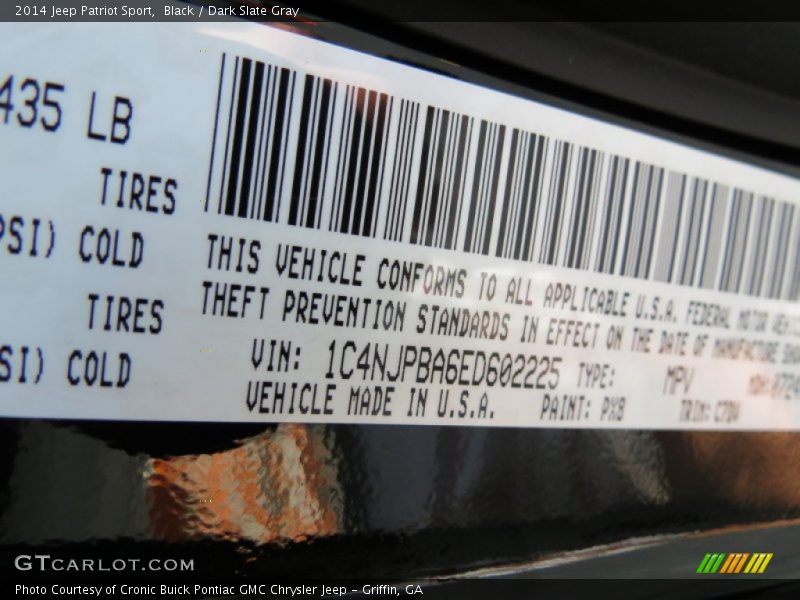 2014 Jeep Patriot Sport, Black / Dark Slate Gray
435 LB
TIRES
PSI) COLD
TIRES
SI) COLD
THIS VEHICLE CONFORMS TO ALL APPLICABLE U.S.A. FEDERAL MOTOR
THEFT PREVENTION STANDARDS IN EFFECT ON THE DATE OF MANUFACTURE
VIN: 1C4NJPBA6ED602225 TYPE: MPV
VEHICLE MADE IN U.S.A. PAINT: PX8 TRIM:
GTCARLOT.COM
Photo Courtesy of Cronic Buick Pontiac GMC Chrysler Jeep - Griffin, GA